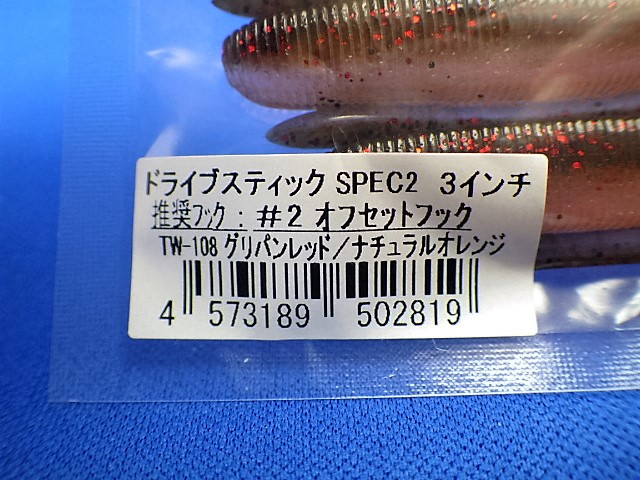 ドライブスティック SPEC2 3インチ
推奨フック：#2 オフセットフック
TW-108 グリパンレッド/ナチュラルオレンジ
4 573189 502819